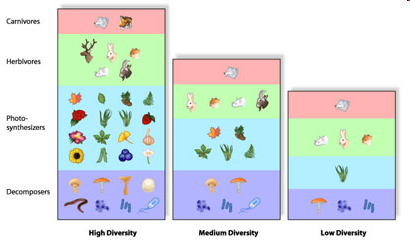 Carnivores
Herbivores
Photo-
synthesizers
Decomposers
High Diversity
Medium Diversity
Low Diversity